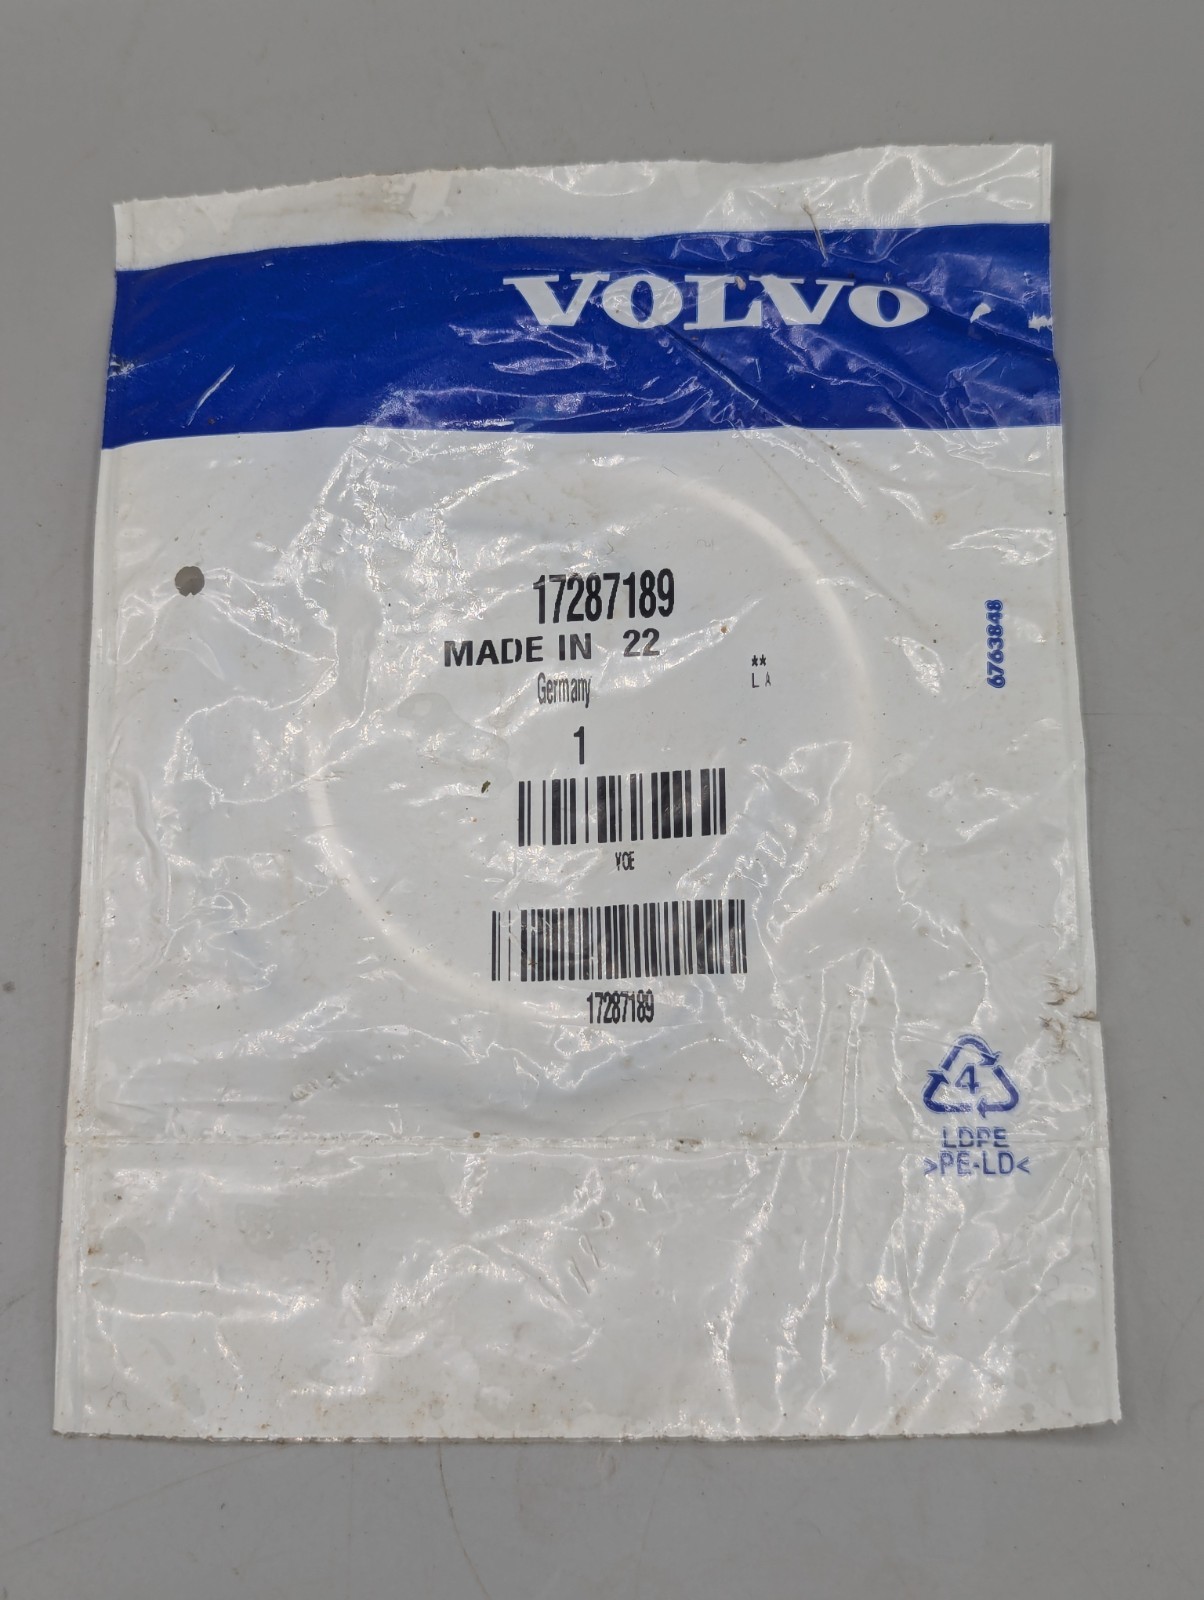 VOLVO
17287189
MADE IN 22
**
Germany
L A
6763848
1
VOE
17287189
4
LDPE
>PE-LD<